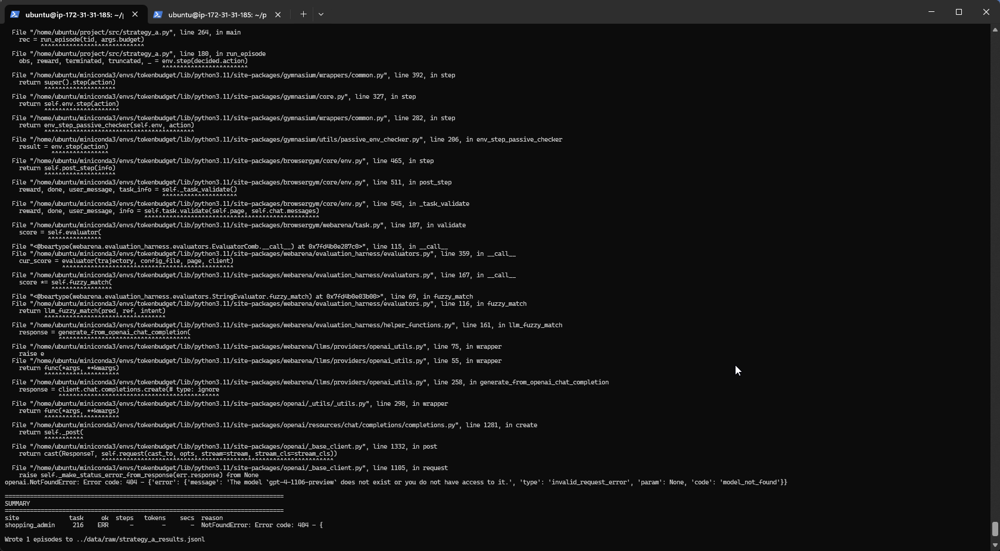 ubuntu@ip-172-31-31-185: ~/p
ubuntu@ip-172-31-31-185: ~/p
File "/home/ubuntu/project/src/strategy_a.py", line 264, in main
rec = run_episode(tid, args.budget)
^^^^^^^^^^^^^^^^^^^^^^^^^^^^^
File "/home/ubuntu/project/src/strategy_a.py", line 180, in run_episode
obs, reward, terminated, truncated, _ = env.step(decided.action)
^^^^^^^^^^^^^^^^^^^^^^^^
File "/home/ubuntu/miniconda3/envs/tokenbudget/lib/python3.11/site-packages/gymnasium/wrappers/common.py", line 392, in step
return super().step(action)
^^^^^^^^^^^^^^^^^^^^
File "/home/ubuntu/miniconda3/envs/tokenbudget/lib/python3.11/site-packages/gymnasium/core.py", line 327, in step
return self.env.step(action)
^^^^^^^^^^^^^^^^^^^^^
File "/home/ubuntu/miniconda3/envs/tokenbudget/lib/python3.11/site-packages/gymnasium/wrappers/common.py", line 282, in step
return env_step_passive_checker(self.env, action)
^^^^^^^^^^^^^^^^^^^^^^^^^^^^^^^^^^^^^^^^^^
File "/home/ubuntu/miniconda3/envs/tokenbudget/lib/python3.11/site-packages/gymnasium/utils/passive_env_checker.py", line 206, in env_step_passive_checker
result = env.step(action)
^^^^^^^^^^^^^^^^
File "/home/ubuntu/miniconda3/envs/tokenbudget/lib/python3.11/site-packages/browsergym/core/env.py", line 465, in step
return self.post_step(info)
^^^^^^^^^^^^^^^^^^^^
File "/home/ubuntu/miniconda3/envs/tokenbudget/lib/python3.11/site-packages/browsergym/core/env.py", line 511, in post_step
reward, done, user_message, task_info = self._task_validate()
^^^^^^^^^^^^^^^^^^^^^
File "/home/ubuntu/miniconda3/envs/tokenbudget/lib/python3.11/site-packages/browsergym/core/env.py", line 545, in _task_validate
reward, done, user_message, info = self.task.validate(self.page, self.chat.messages)
^^^^^^^^^^^^^^^^^^^^^^^^^^^^^^^^^^^^^^^^^^^^^^^^^
File "/home/ubuntu/miniconda3/envs/tokenbudget/lib/python3.11/site-packages/browsergym/webarena/task.py", line 187, in validate
score = self.evaluator(
^^^^^^^^^^^^^^^
File "<@beartype(webarena.evaluation_harness.evaluators.EvaluatorComb.__call__) at 0x7fd4b0e287c0>", line 115, in __call__
File "/home/ubuntu/miniconda3/envs/tokenbudget/lib/python3.11/site-packages/webarena/evaluation_harness/evaluators.py", line 359, in __call__
cur_score = evaluator(trajectory, config_file, page, client)
^^^^^^^^^^^^^^^^^^^^^^^^^^^^^^^^^^^^^^^^^^^^^^^^
File "/home/ubuntu/miniconda3/envs/tokenbudget/lib/python3.11/site-packages/webarena/evaluation_harness/evaluators.py", line 167, in __call__
score *= self.fuzzy_match(
^^^^^^^^^^^^^^^^^
File "<@beartype(webarena.evaluation_harness.evaluators.StringEvaluator.fuzzy_match) at 0x7fd4b0e03b00>", line 69, in fuzzy_match
File "/home/ubuntu/miniconda3/envs/tokenbudget/lib/python3.11/site-packages/webarena/evaluation_harness/evaluators.py", line 116, in fuzzy_match
return llm_fuzzy_match(pred, ref, intent)
^^^^^^^^^^^^^^^^^^^^^^^^^^^^^^^^^^
File "/home/ubuntu/miniconda3/envs/tokenbudget/lib/python3.11/site-packages/webarena/evaluation_harness/helper_functions.py", line 161, in llm_fuzzy_match
response = generate_from_openai_chat_completion(
^^^^^^^^^^^^^^^^^^^^^^^^^^^^^^^^^^^^^
File "/home/ubuntu/miniconda3/envs/tokenbudget/lib/python3.11/site-packages/webarena/llms/providers/openai_utils.py", line 75, in wrapper
raise e
File "/home/ubuntu/miniconda3/envs/tokenbudget/lib/python3.11/site-packages/webarena/llms/providers/openai_utils.py", line 55, in wrapper
return func(*args, **kwargs)
^^^^^^^^^^^^^^^^^^^^^
File "/home/ubuntu/miniconda3/envs/tokenbudget/lib/python3.11/site-packages/webarena/llms/providers/openai_utils.py", line 258, in generate_from_openai_chat_completion
response = client.chat.completions.create(# type: ignore
^^^^^^^^^^^^^^^^^^^^^^^^^^^^^^^^^^^^^^^^^^^^^
File "/home/ubuntu/miniconda3/envs/tokenbudget/lib/python3.11/site-packages/openai/_utils/_utils.py", line 298, in wrapper
return func(*args, **kwargs)
^^^^^^^^^^^^^^^^^^^^^
File "/home/ubuntu/miniconda3/envs/tokenbudget/lib/python3.11/site-packages/openai/resources/chat/completions/completions.py", line 1281, in create
return self._post(
^^^^^^^^^^^
File "/home/ubuntu/miniconda3/envs/tokenbudget/lib/python3.11/site-packages/openai/_base_client.py", line 1332, in post
return cast(ResponseT, self.request(cast_to, opts, stream=stream, stream_cls=stream_cls))
^^^^^^^^^^^^^^^^^^^^^^^^^^^^^^^^^^^^^^^^^^^^^^^^^^^^^^^^^^^^^^^^^
File "/home/ubuntu/miniconda3/envs/tokenbudget/lib/python3.11/site-packages/openai/_base_client.py", line 1105, in request
raise self._make_status_error_from_response(err.response) from None
openai.NotFoundError: Error code: 404 - {'error': {'message': 'The model `gpt-4-1106-preview` does not exist or you do not have access to it.', 'type': 'invalid_request_error', 'param': None, 'code': 'model_not_found'}}
==============================================================================
SUMMARY
==============================================================================
site task ok steps tokens secs reason
shopping_admin 216 ERR - - - NotFoundError: Error code: 404 - {
Wrote 1 episodes to ../data/raw/strategy_a_results.jsonl